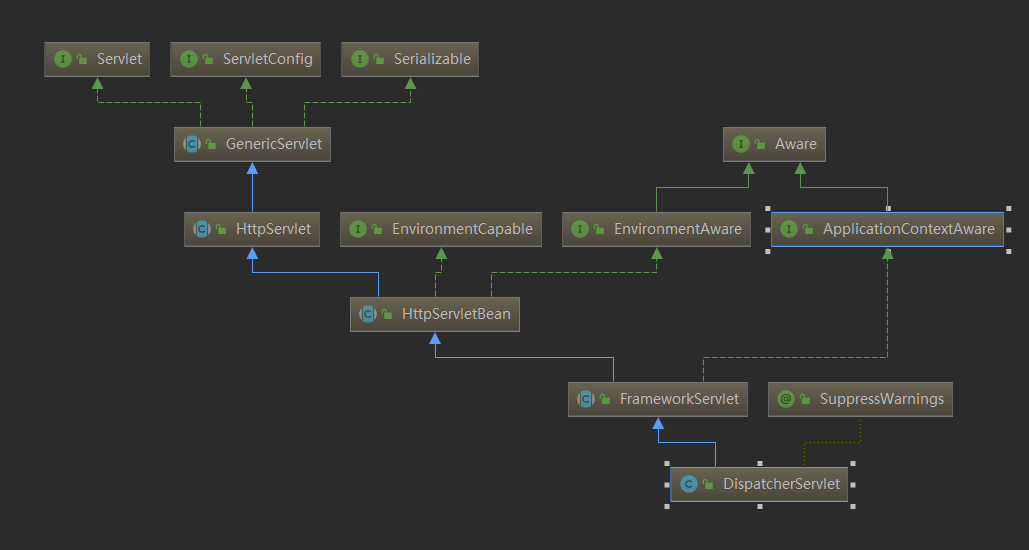 I Servlet
I ServletConfig
I Serializable
C GenericServlet
I Aware
C HttpServlet
I EnvironmentCapable
I EnvironmentAware
I ApplicationContextAware
C HttpServletBean
C FrameworkServlet
@ SuppressWarnings
C DispatcherServlet